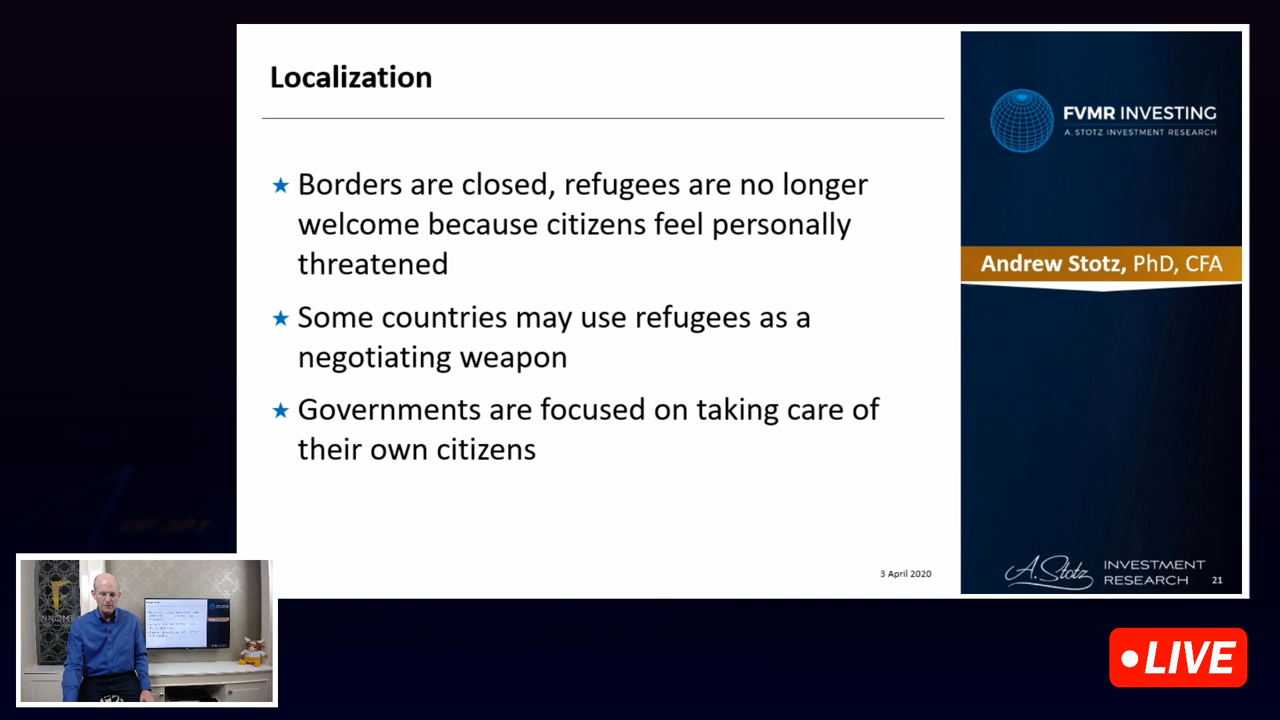 Localization
★ Borders are closed, refugees are no longer
welcome because citizens feel personally
threatened
★ Some countries may use refugees as a
negotiating weapon
★ Governments are focused on taking care of
their own citizens
3 April 2020
FVMR INVESTING
A. STOTZ INVESTMENT RESEARCH
Andrew Stotz, PhD, CFA
A. Stotz
INVESTMENT
RESEARCH
21
LIVE